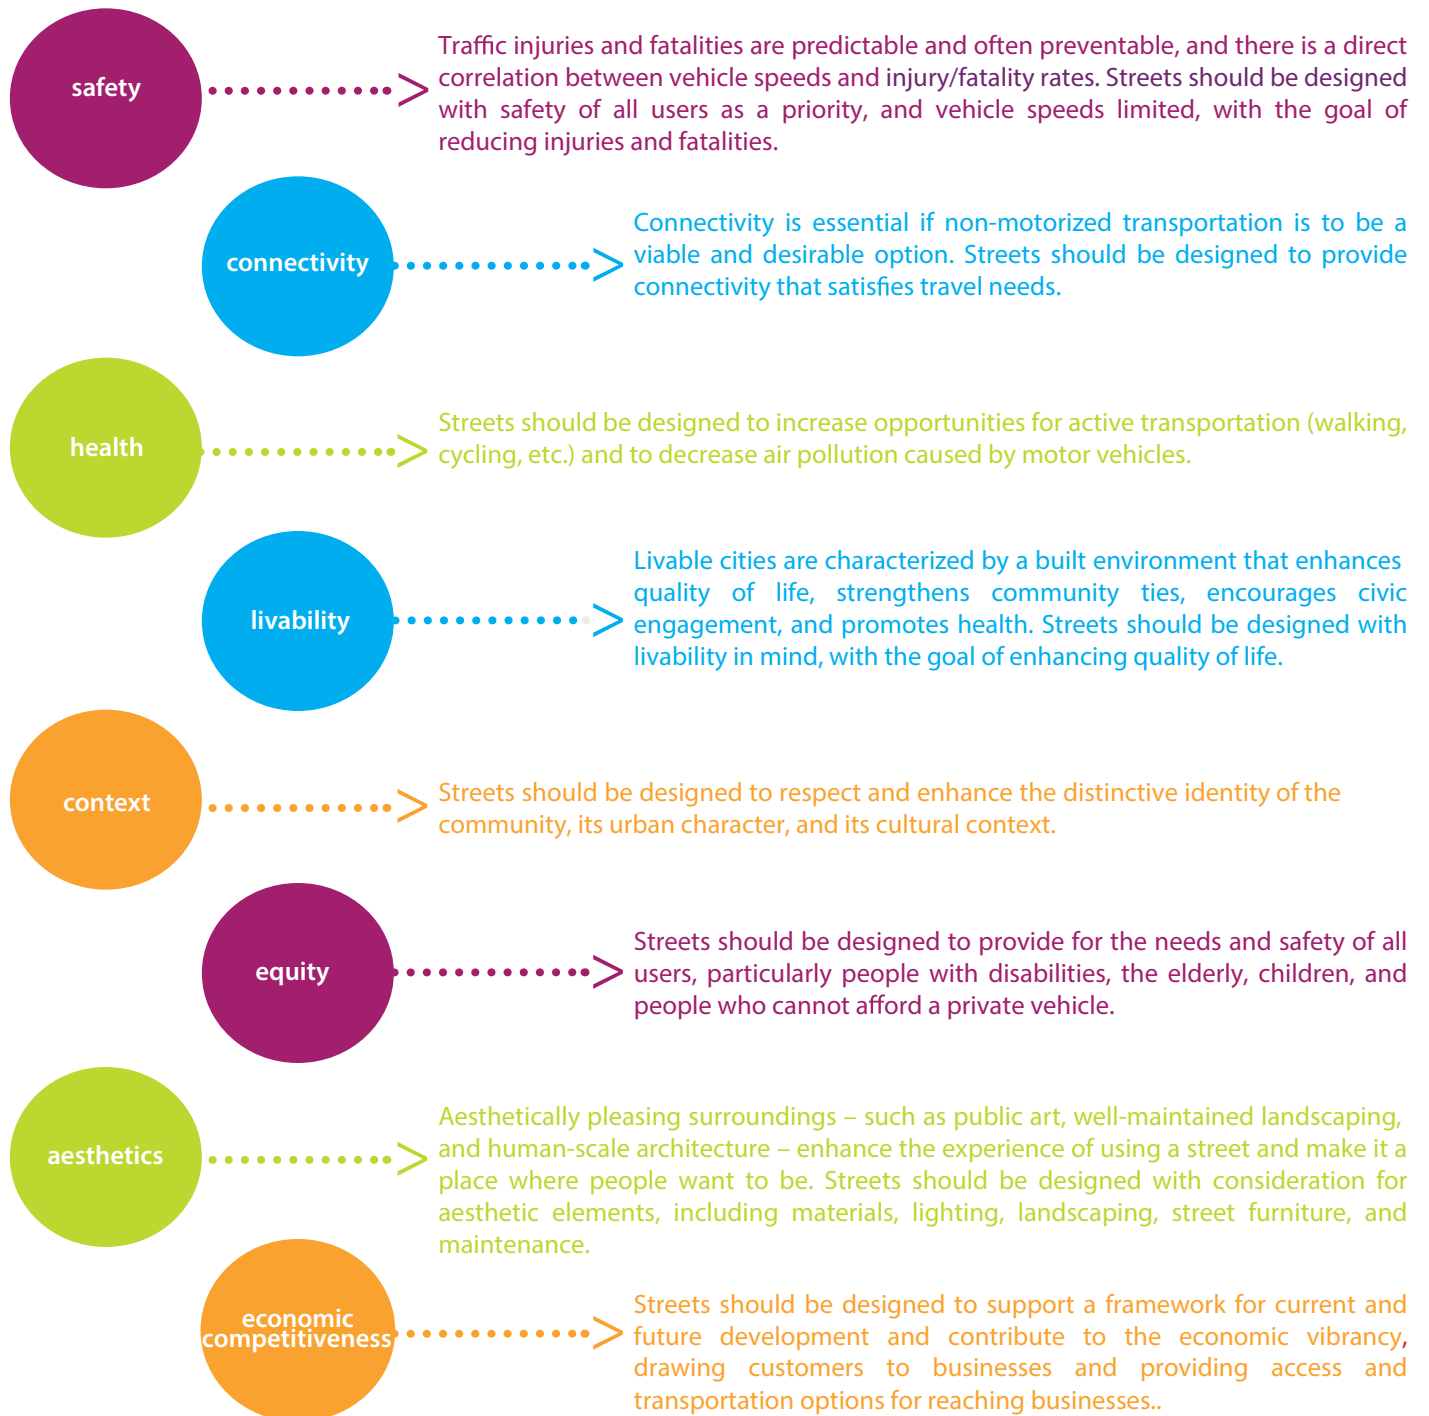 safety
Traffic injuries and fatalities are predictable and often preventable, and there is a direct
correlation between vehicle speeds and injury/fatality rates. Streets should be designed
with safety of all users as a priority, and vehicle speeds limited, with the goal of
reducing injuries and fatalities.
connectivity
Connectivity is essential if non-motorized transportation is to be a
viable and desirable option. Streets should be designed to provide
connectivity that satisfies travel needs.
health
Streets should be designed to increase opportunities for active transportation (walking,
cycling, etc.) and to decrease air pollution caused by motor vehicles.
livability
Livable cities are characterized by a built environment that enhances
quality of life, strengthens community ties, encourages civic
engagement, and promotes health. Streets should be designed with
livability in mind, with the goal of enhancing quality of life.
context
Streets should be designed to respect and enhance the distinctive identity of the
community, its urban character, and its cultural context.
equity
Streets should be designed to provide for the needs and safety of all
users, particularly people with disabilities, the elderly, children, and
people who cannot afford a private vehicle.
aesthetics
Aesthetically pleasing surroundings – such as public art, well-maintained landscaping,
and human-scale architecture – enhance the experience of using a street and make it a
place where people want to be. Streets should be designed with consideration for
aesthetic elements, including materials, lighting, landscaping, street furniture, and
maintenance.
economic
competitiveness
Streets should be designed to support a framework for current and
future development and contribute to the economic vibrancy,
drawing customers to businesses and providing access and
transportation options for reaching businesses..